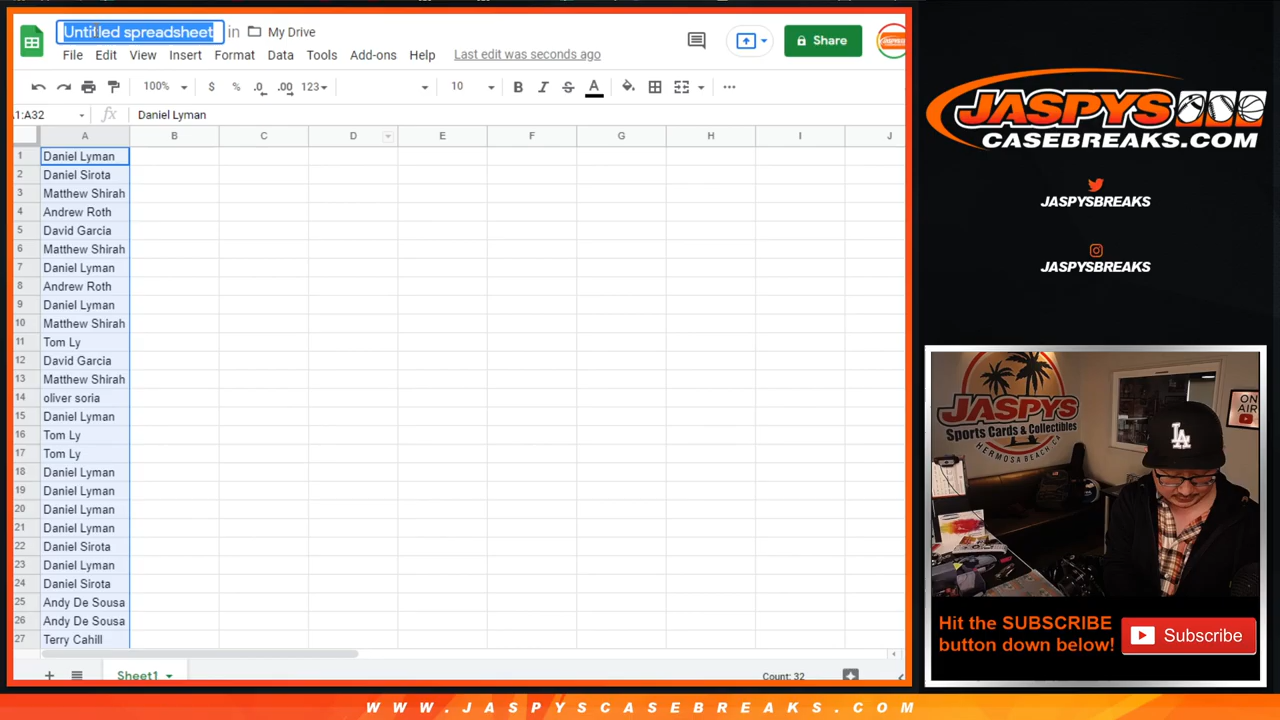 Untitled spreadsheet in My Drive
File Edit View Insert Format Data Tools Add-ons Help Last edit was seconds ago
Share
100% $ % .0 .00 123 10 B I S A
A1:A32 fx Daniel Lyman
A B C D E F G H I J
1 Daniel Lyman
2 Daniel Sirota
3 Matthew Shirah
4 Andrew Roth
5 David Garcia
6 Matthew Shirah
7 Daniel Lyman
8 Andrew Roth
9 Daniel Lyman
10 Matthew Shirah
11 Tom Ly
12 David Garcia
13 Matthew Shirah
14 oliver soria
15 Daniel Lyman
16 Tom Ly
17 Tom Ly
18 Daniel Lyman
19 Daniel Lyman
20 Daniel Lyman
21 Daniel Lyman
22 Daniel Sirota
23 Daniel Lyman
24 Daniel Sirota
25 Andy De Sousa
26 Andy De Sousa
27 Terry Cahill
Sheet1 Count: 32
JASPYS
CASEBREAKS.COM
JASPYSBREAKS
JASPYSBREAKS
JASPYS
Sports Cards & Collectibles
HERMOSA BEACH, CA
LA
ON
AIR
Hit the SUBSCRIBE
button down below!
Subscribe
WWW.JASPYSCASEBREAKS.COM